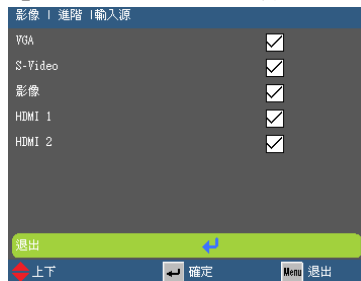 影像 | 進階 |輸入源
VGA
S-Video
影像
HDMI 1
HDMI 2
退出
上下 確定 Menu 退出